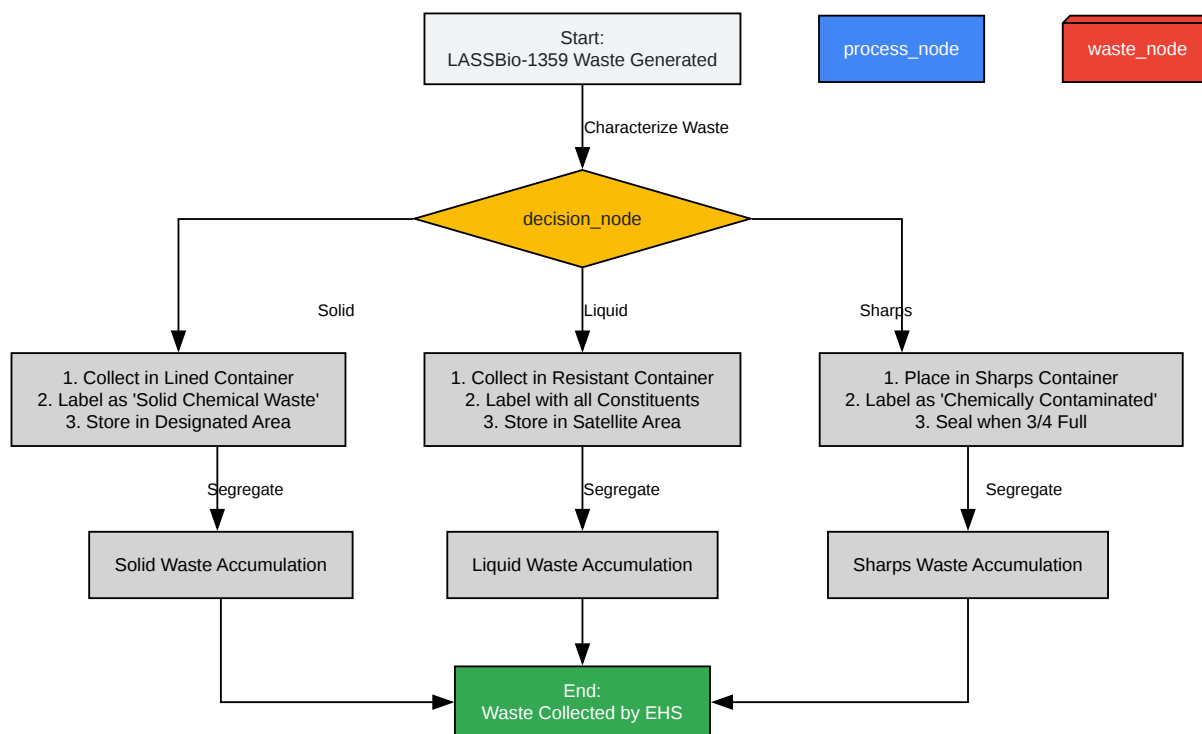 Start:
LASSBio-1359 Waste Generated
process_node
waste_node
Characterize Waste
decision_node
Solid
Liquid
Sharps
1. Collect in Lined Container
2. Label as 'Solid Chemical Waste'
3. Store in Designated Area
1. Collect in Resistant Container
2. Label with all Constituents
3. Store in Satellite Area
1. Place in Sharps Container
2. Label as 'Chemically Contaminated'
3. Seal when 3/4 Full
Segregate
Segregate
Segregate
Solid Waste Accumulation
Liquid Waste Accumulation
Sharps Waste Accumulation
End:
Waste Collected by EHS